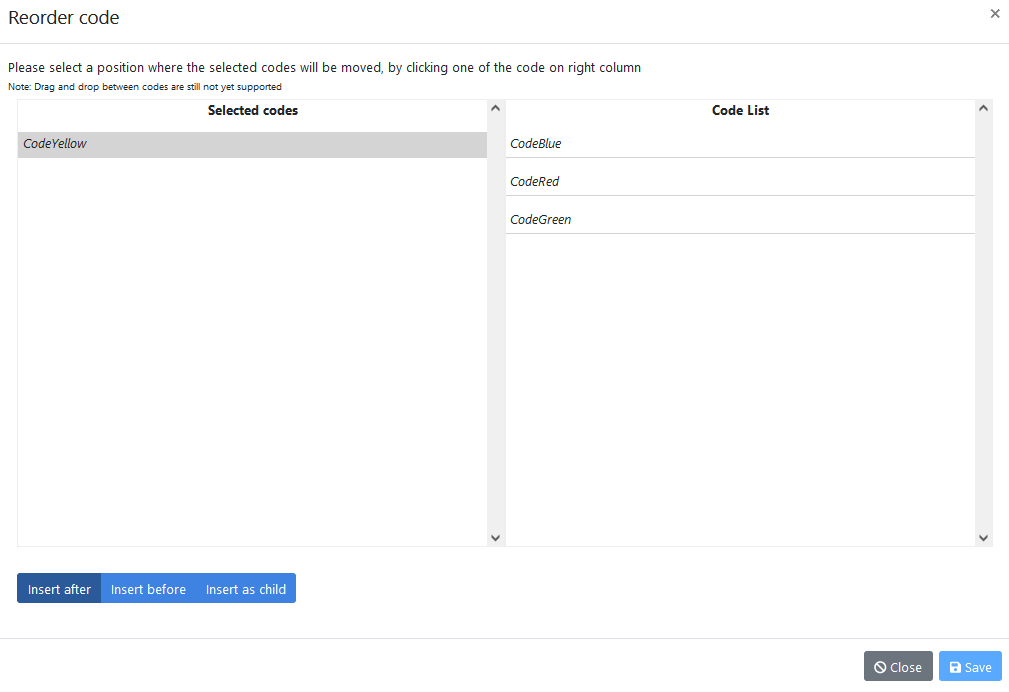 Reorder code
Please select a position where the selected codes will be moved, by clicking one of the code on right column
Note: Drag and drop between codes are still not yet supported
Selected codes
CodeYellow
Code List
CodeBlue
CodeRed
CodeGreen
Insert after
Insert before
Insert as child
Close
Save